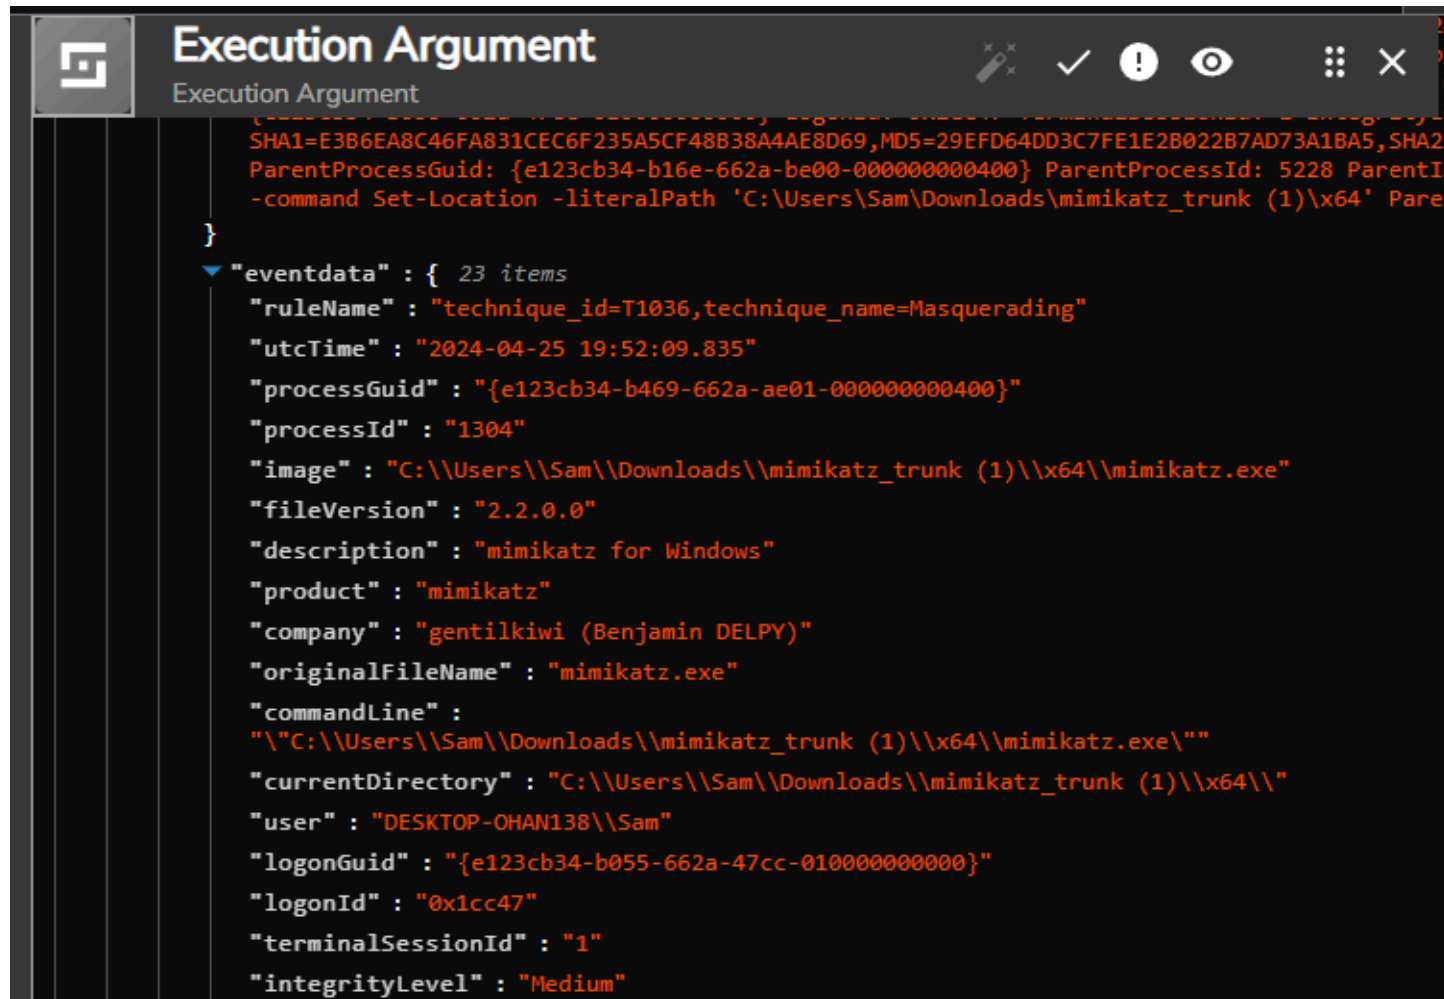 Execution Argument
Execution Argument
SHA1=E3B6EA8C46FA831CEC6F235A5CF48B38A4AE8D69,MD5=29EFD64DD3C7FE1E2B022B7AD73A1BA5,SHA2
ParentProcessGuid: {e123cb34-b16e-662a-be00-000000000400} ParentProcessId: 5228 ParentI
-command Set-Location -literalPath 'C:\Users\Sam\Downloads\mimikatz_trunk (1)\x64' Pare
}
"eventdata" : { 23 items
"ruleName" : "technique_id=T1036,technique_name=Masquerading"
"utcTime" : "2024-04-25 19:52:09.835"
"processGuid" : "{e123cb34-b469-662a-ae01-000000000400}"
"processId" : "1304"
"image" : "C:\\Users\\Sam\\Downloads\\mimikatz_trunk (1)\\x64\\mimikatz.exe"
"fileVersion" : "2.2.0.0"
"description" : "mimikatz for Windows"
"product" : "mimikatz"
"company" : "gentilkiwi (Benjamin DELPY)"
"originalFileName" : "mimikatz.exe"
"commandLine" :
"\"C:\\Users\\Sam\\Downloads\\mimikatz_trunk (1)\\x64\\mimikatz.exe\""
"currentDirectory" : "C:\\Users\\Sam\\Downloads\\mimikatz_trunk (1)\\x64\\"
"user" : "DESKTOP-OHAN138\\Sam"
"logonGuid" : "{e123cb34-b055-662a-47cc-010000000000}"
"logonId" : "0x1cc47"
"terminalSessionId" : "1"
"integrityLevel" : "Medium"